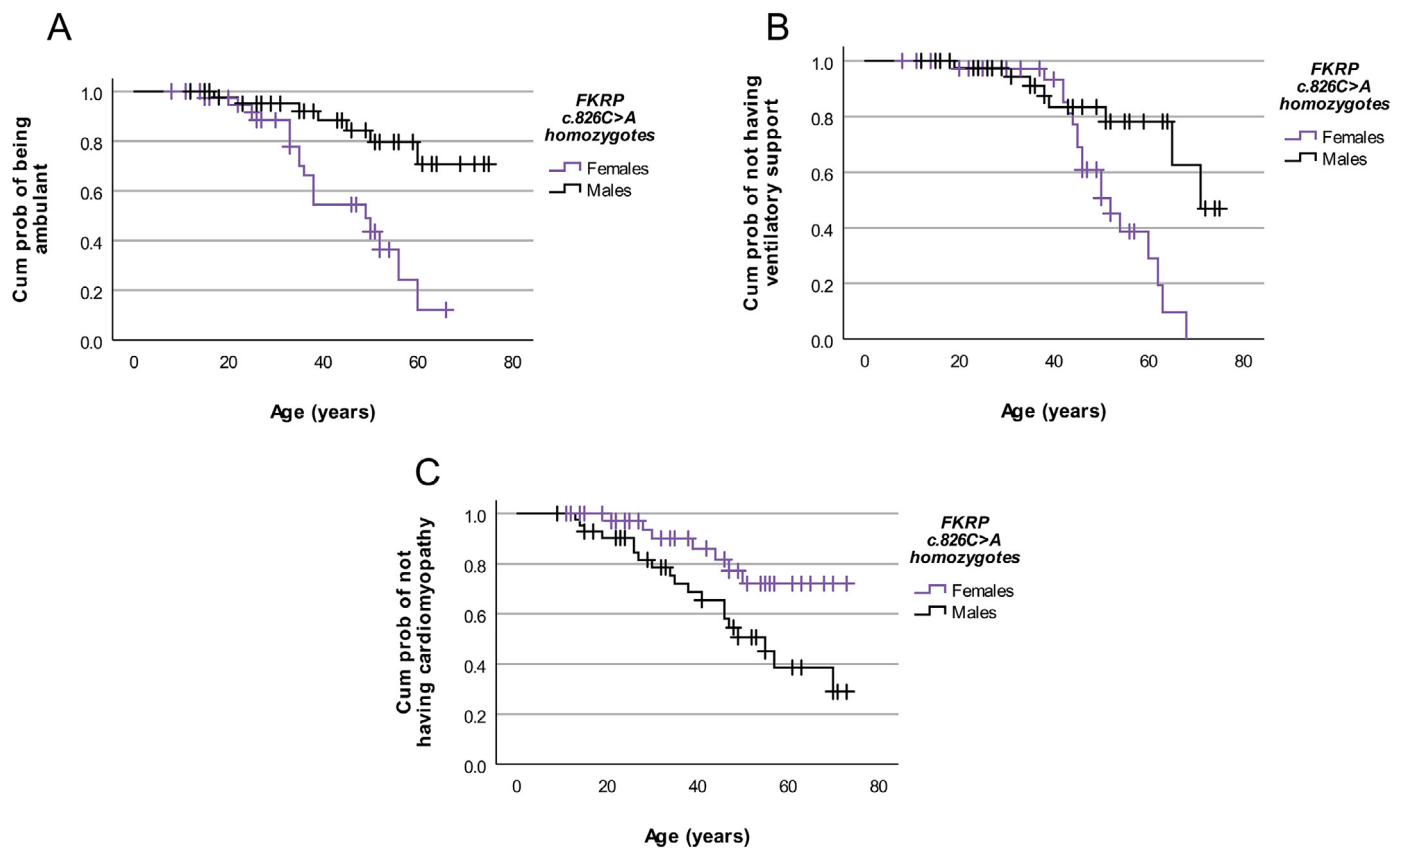 A
Cum prob of being
ambulant
1.0
0.8
0.6
0.4
0.2
0.0
0 20 40 60 80
Age (years)
FKRP
c.826C>A
homozygotes
Females
Males
B
Cum prob of not having
ventilatory support
1.0
0.8
0.6
0.4
0.2
0.0
0 20 40 60 80
Age (years)
FKRP
c.826C>A
homozygotes
Females
Males
C
Cum prob of not
having cardiomyopathy
1.0
0.8
0.6
0.4
0.2
0.0
0 20 40 60 80
Age (years)
FKRP
c.826C>A
homozygotes
Females
Males